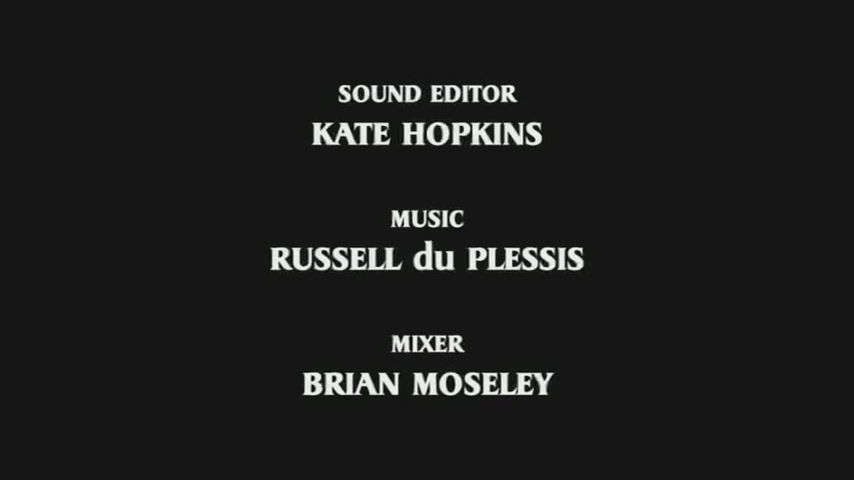 SOUND EDITOR
KATE HOPKINS
MUSIC
RUSSELL du PLESSIS
MIXER
BRIAN MOSELEY